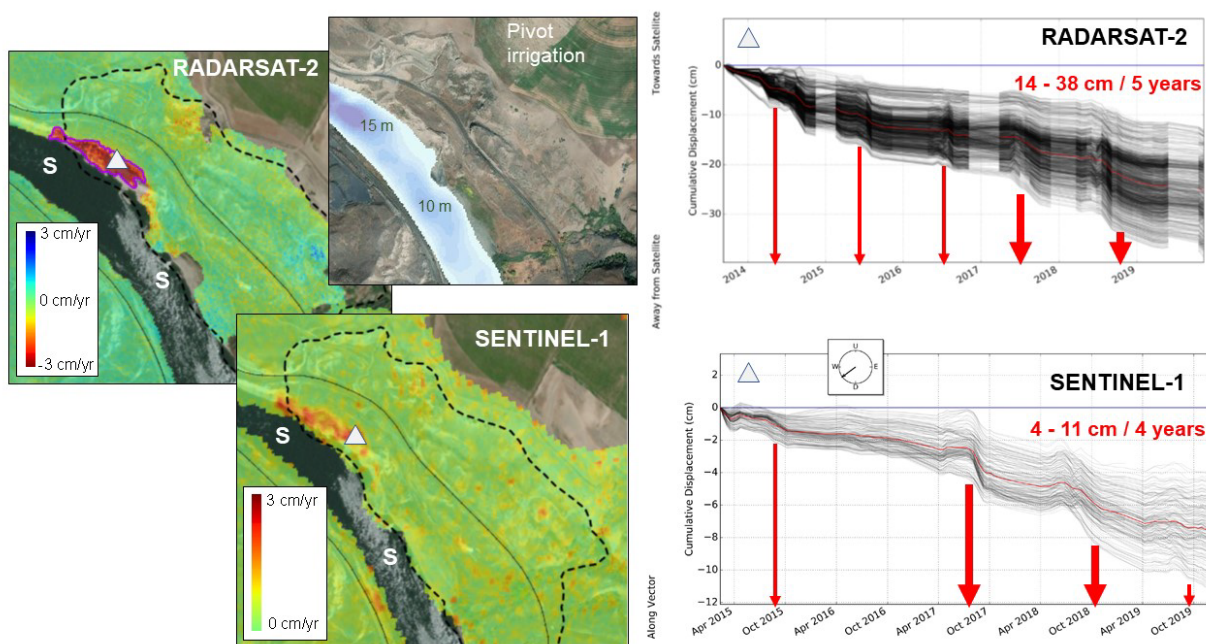 RADARSAT-2
S
S
3 cm/yr
0 cm/yr
-3 cm/yr
Pivot
irrigation
15 m
10 m
SENTINEL-1
S
S
3 cm/yr
0 cm/yr
Towards Satellite
Away from Satellite
Cumulative Displacement (cm)
RADARSAT-2
14 - 38 cm / 5 years
0
−10
−20
−30
2014
2015
2016
2017
2018
2019
Along Vector
Cumulative Displacement (cm)
U
W
E
D
SENTINEL-1
4 - 11 cm / 4 years
2
0
−2
−4
−6
−8
−10
−12
Apr 2015
Oct 2015
Apr 2016
Oct 2016
Apr 2017
Oct 2017
Apr 2018
Oct 2018
Apr 2019
Oct 2019